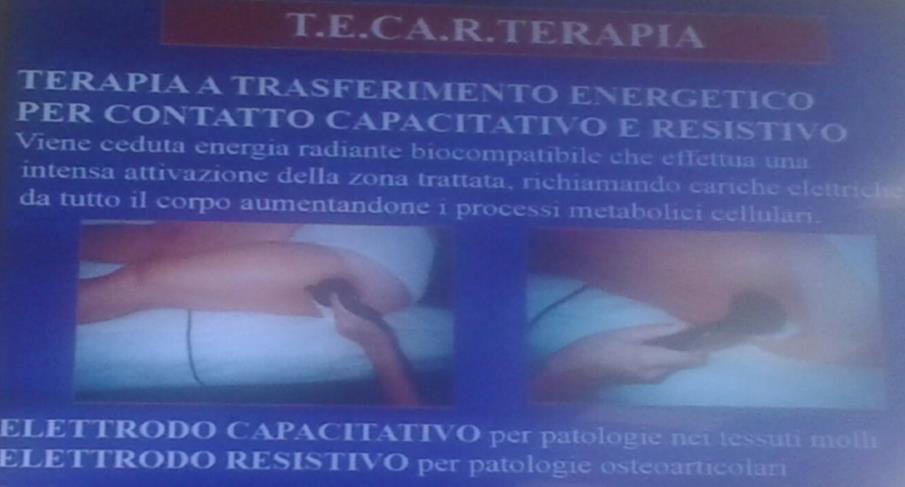 T.E.CA.R.TERAPIA
TERAPIA A TRASFERIMENTO ENERGETICO
PER CONTATTO CAPACITATIVO E RESISTIVO
Viene ceduta energia radiante biocompatibile che effettua una
intensa attivazione della zona trattata, richiamando cariche elettriche
da tutto il corpo aumentandone i processi metabolici cellulari.
ELETTRODO CAPACITATIVO per patologie nei tessuti molli
ELETTRODO RESISTIVO per patologie osteoarticolari